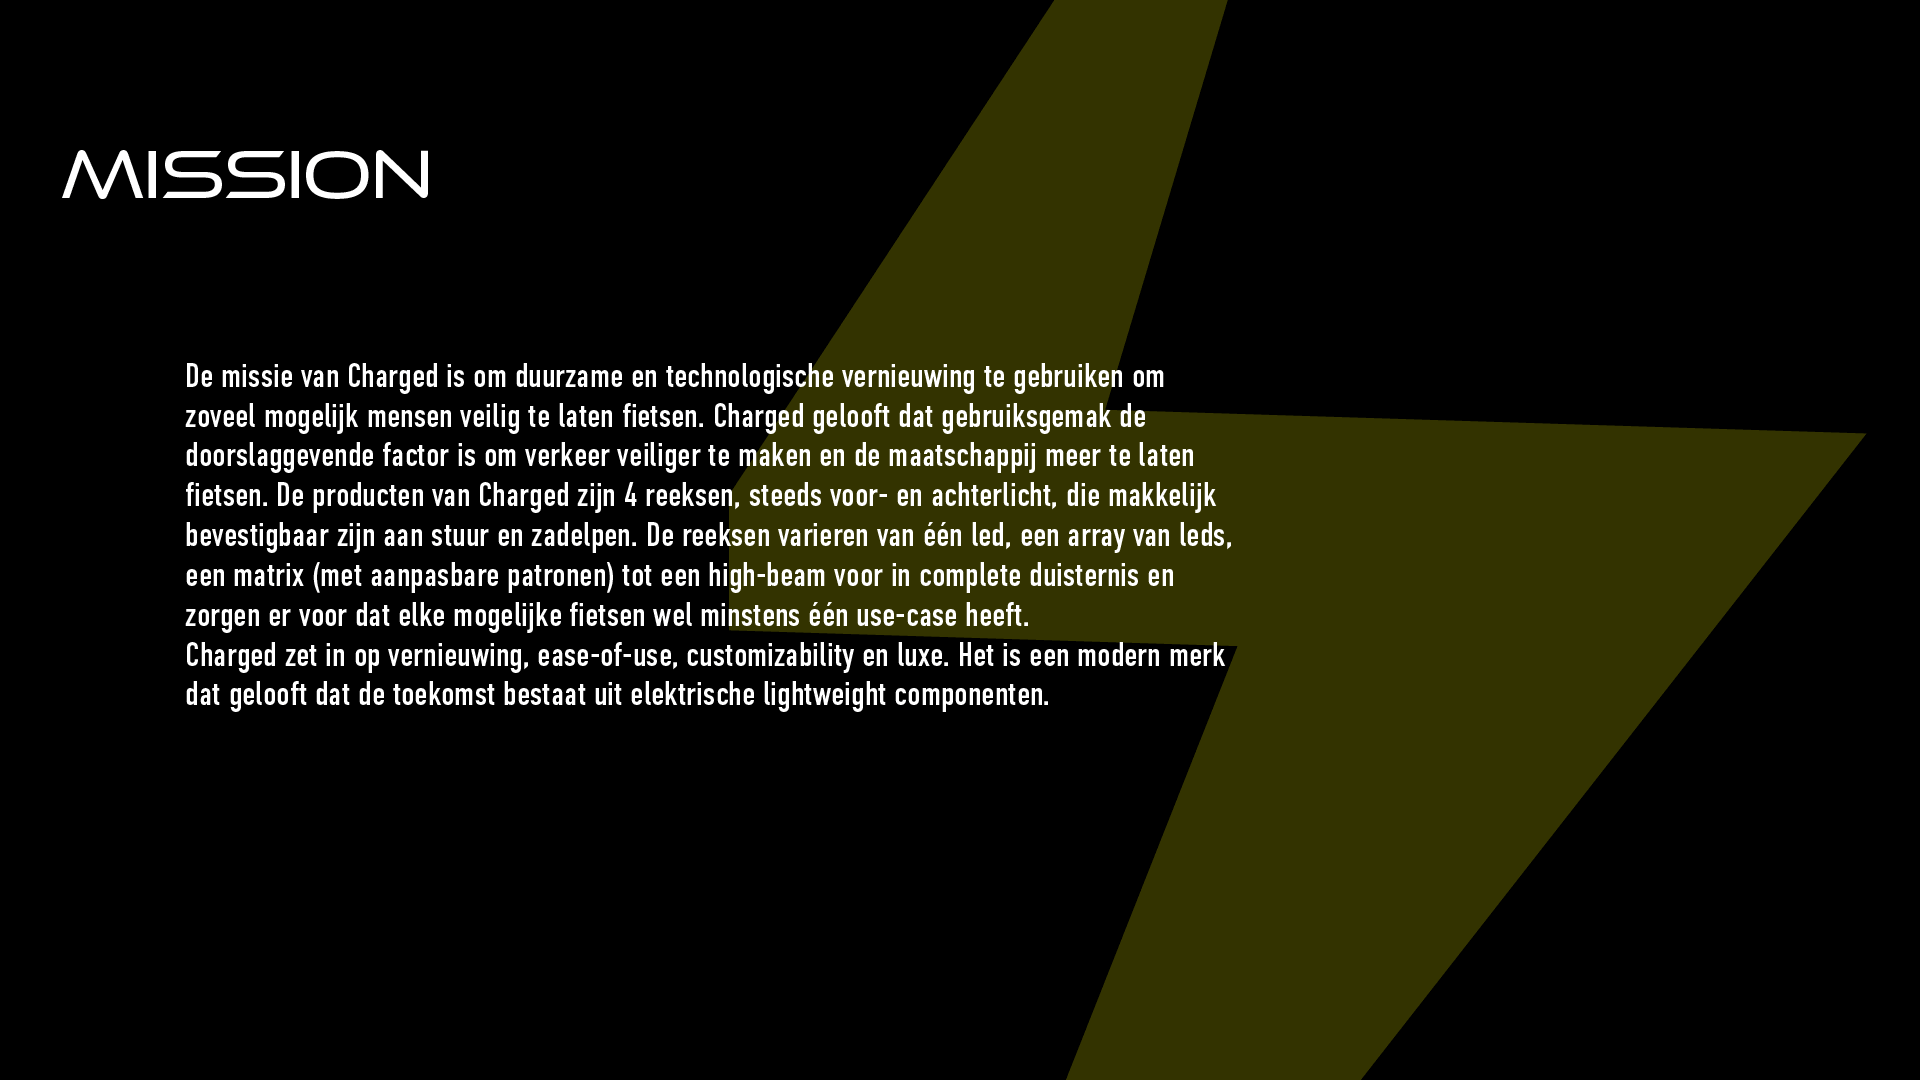 MISSION
De missie van Charged is om duurzame en technologische vernieuwing te gebruiken om
zoveel mogelijk mensen veilig te laten fietsen. Charged gelooft dat gebruiksgemak de
doorslaggevende factor is om verkeer veiliger te maken en de maatschappij meer te laten
fietsen. De producten van Charged zijn 4 reeksen, steeds voor- en achterlicht, die makkelijk
bevestigbaar zijn aan stuur en zadelpen. De reeksen varieren van één led, een array van leds,
een matrix (met aanpasbare patronen) tot een high-beam voor in complete duisternis en
zorgen er voor dat elke mogelijke fietsen wel minstens één use-case heeft.
Charged zet in op vernieuwing, ease-of-use, customizability en luxe. Het is een modern merk
dat gelooft dat de toekomst bestaat uit elektrische lightweight componenten.